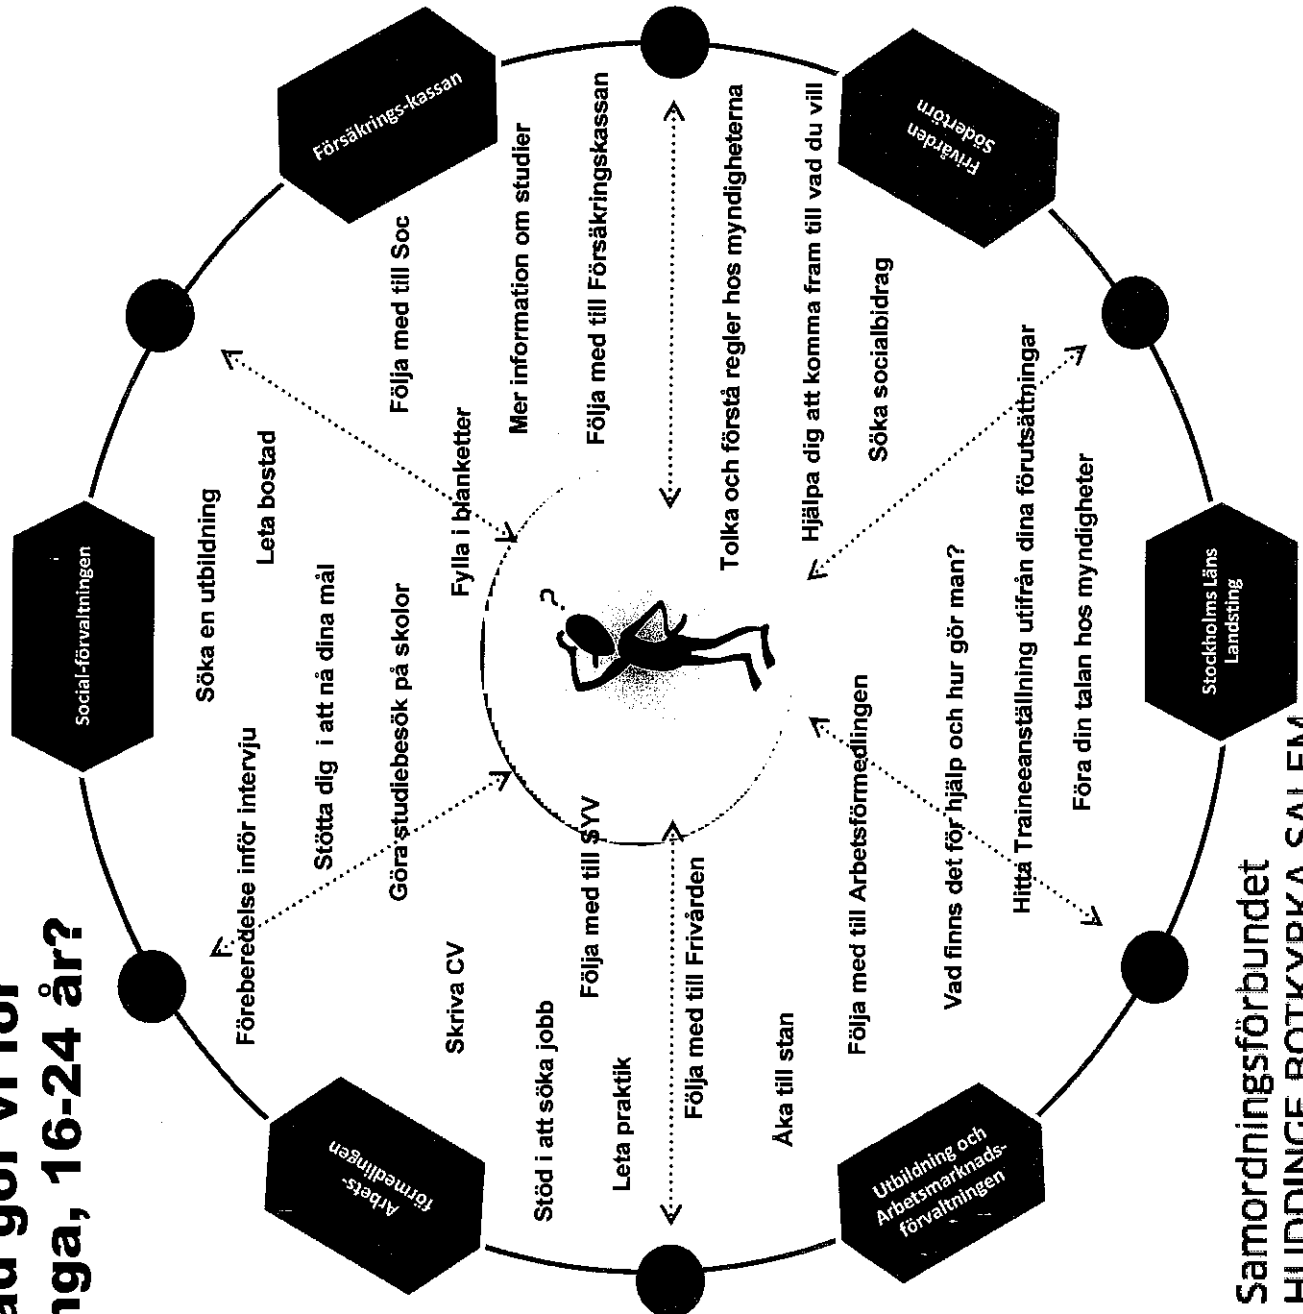 gör vi för
nga, 16-24 år?
Social-förvaltningen
Söka en utbildning
Föreberedelse inför intervju
Leta bostad
Stötta dig i att nå dina mål
Arbets-
förmedlingen
Försäkrings-kassan
Göra studiebesök på skolor
Följa med till Soc
Skriva CV
Fylla i blanketter
Mer information om studier
Stöd i att söka jobb
Följa med till SYV
Följa med till Försäkringskassan
?
Leta praktik
Följa med till Frivården
Tolka och förstå regler hos myndigheterna
Åka till stan
Hjälpa dig att komma fram till vad du vill
Följa med till Arbetsförmedlingen
Söka socialbidrag
Utbildning och
Arbetsmarknads-
förvaltningen
Frivården
Södertörn
Vad finns det för hjälp och hur gör man?
Hitta Traineeanställning utifrån dina förutsättningar
Föra din talan hos myndigheter
Stockholms Läns
Landsting
Samordningsförbundet
HUDDINGE BOTKYRKA SALEM